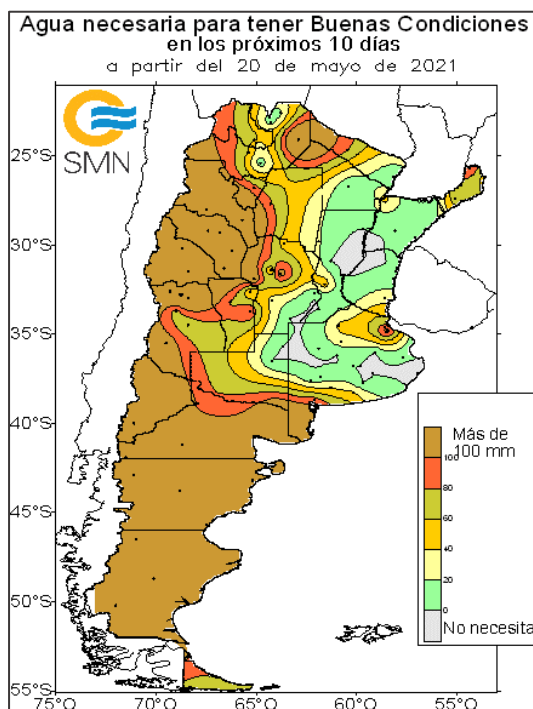 Agua necesaria para tener Buenas Condiciones
en los próximos 10 días
a partir del 20 de mayo de 2021
SMN
25°S
30°S
35°S
40°S
45°S
50°S
55°S
75°O
70°O
65°O
60°O
55°O
Más de
100 mm
100
80
60
40
20
0
No necesita